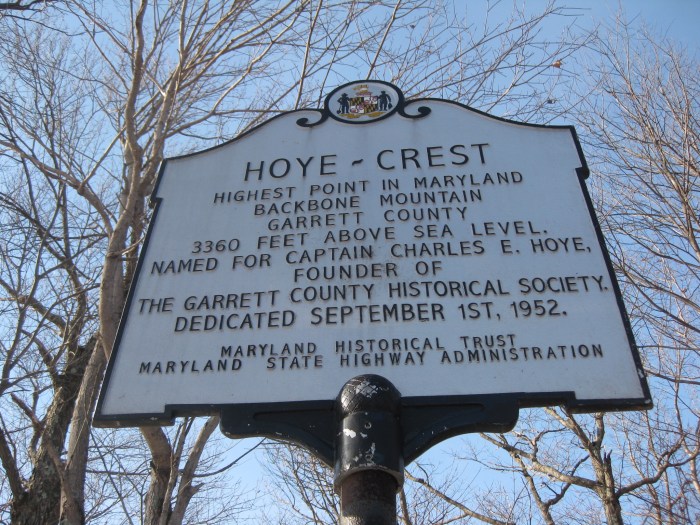 HOYE ~ CREST
HIGHEST POINT IN MARYLAND
BACKBONE MOUNTAIN
GARRETT COUNTY
3360 FEET ABOVE SEA LEVEL.
NAMED FOR CAPTAIN CHARLES E. HOYE,
FOUNDER OF
THE GARRETT COUNTY HISTORICAL SOCIETY.
DEDICATED SEPTEMBER 1ST, 1952.
MARYLAND HISTORICAL TRUST
MARYLAND STATE HIGHWAY ADMINISTRATION